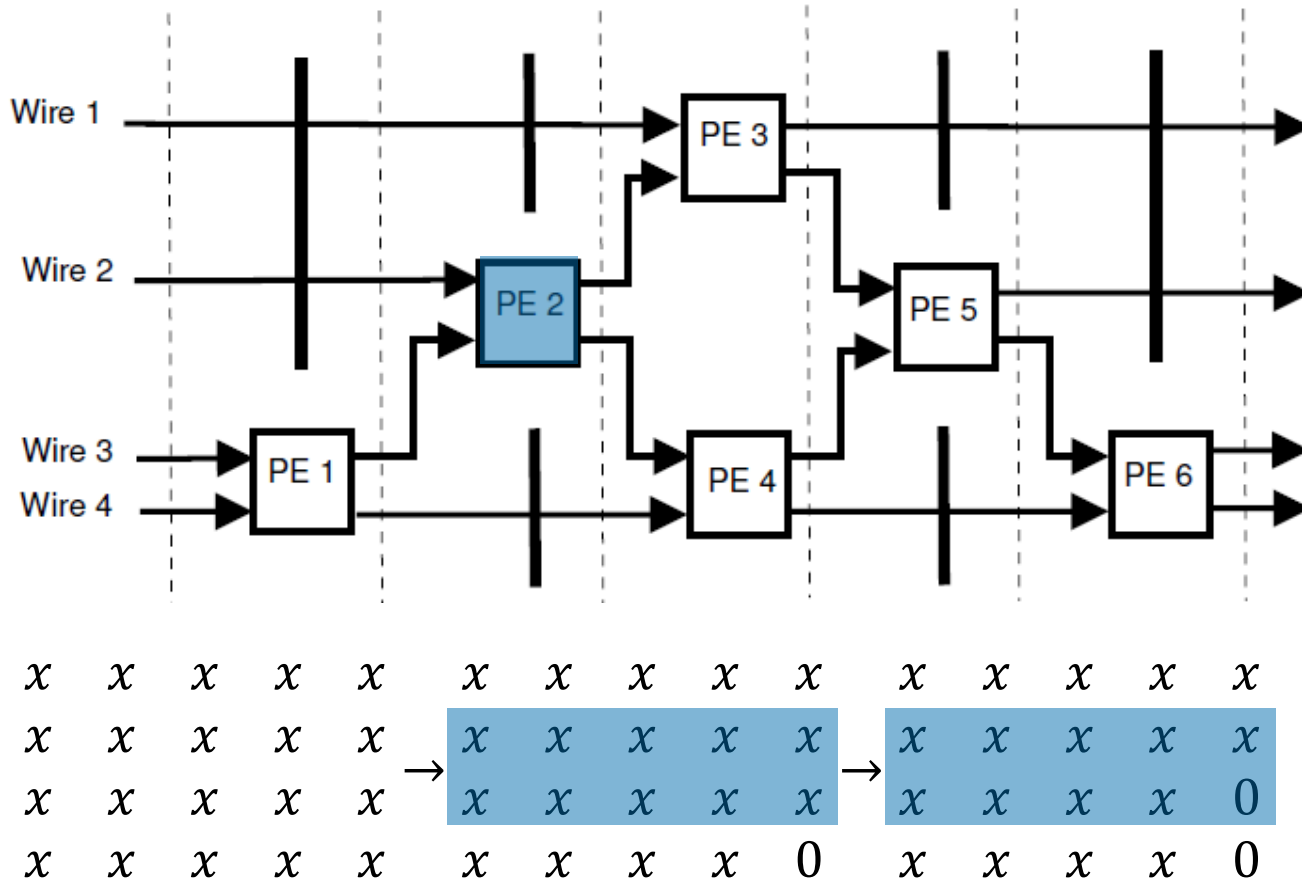 Wire 1
PE 3
Wire 2
PE 2
PE 5
Wire 3
PE 1
PE 4
PE 6
Wire 4
x x x x x x x x x x x x x x x
x x x x x → x x x x x → x x x x x
x x x x x x x x x x x x x x 0
x x x x x x x x x 0 x x x x 0